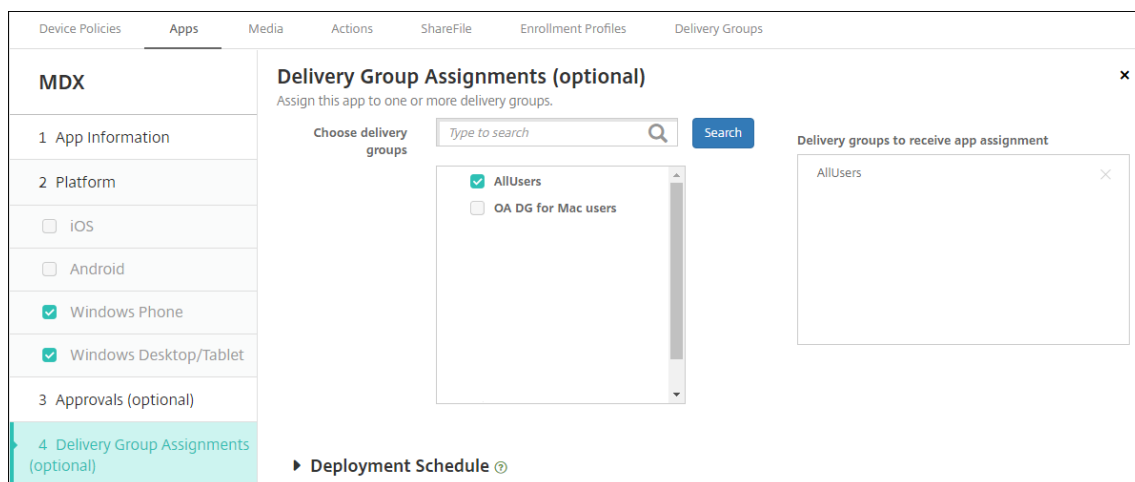 Device Policies Apps Media Actions ShareFile Enrollment Profiles Delivery Groups
MDX
1 App Information
2 Platform
iOS
Android
Windows Phone
Windows Desktop/Tablet
3 Approvals (optional)
4 Delivery Group Assignments
(optional)
Delivery Group Assignments (optional)
Assign this app to one or more delivery groups.
Choose delivery
groups
Type to search
Search
AllUsers
OA DG for Mac users
Delivery groups to receive app assignment
AllUsers
Deployment Schedule